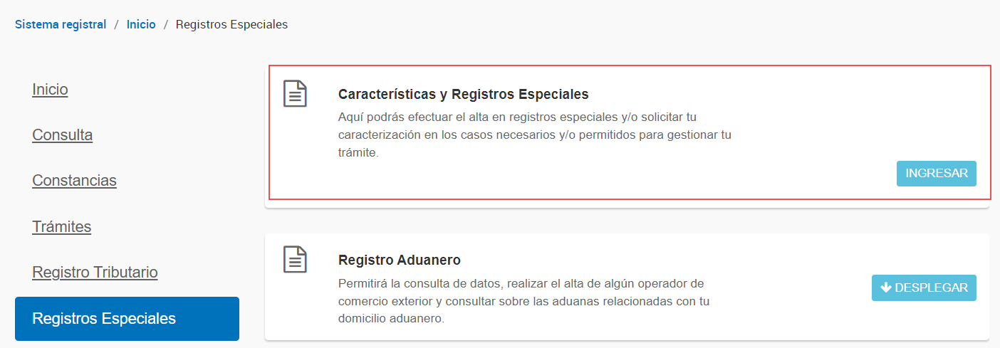 Sistema registral / Inicio / Registros Especiales
Inicio
Consulta
Constancias
Trámites
Registro Tributario
Registros Especiales
Características y Registros Especiales
Aquí podrás efectuar el alta en registros especiales y/o solicitar tu
caracterización en los casos necesarios y/o permitidos para gestionar tu
trámite.
INGRESAR
Registro Aduanero
Permitirá la consulta de datos, realizar el alta de algún operador de
comercio exterior y consultar sobre las aduanas relacionadas con tu
domicilio aduanero.
DESPLEGAR